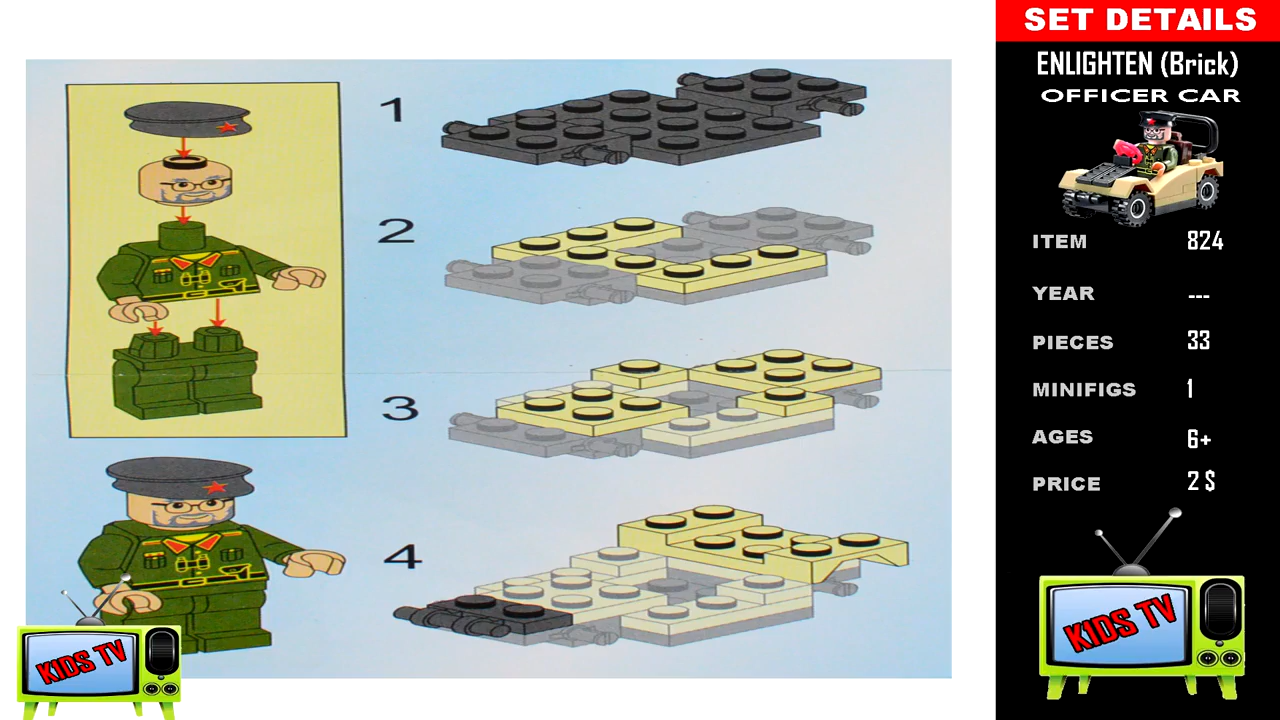 1
2
3
4
KIDS TV
SET DETAILS
ENLIGHTEN (Brick)
OFFICER CAR
ITEM 824
YEAR ---
PIECES 33
MINIFIGS 1
AGES 6+
PRICE 2 $
KIDS TV